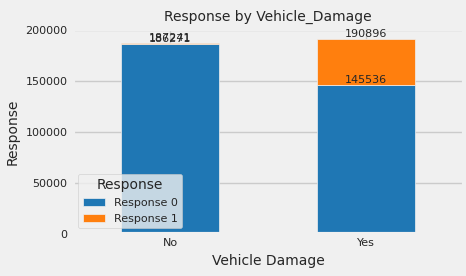 Response by Vehicle_Damage
200000
190896
150000
145536
100000
50000
0
Response
Response
Response 0
Response 1
No
Yes
Vehicle Damage